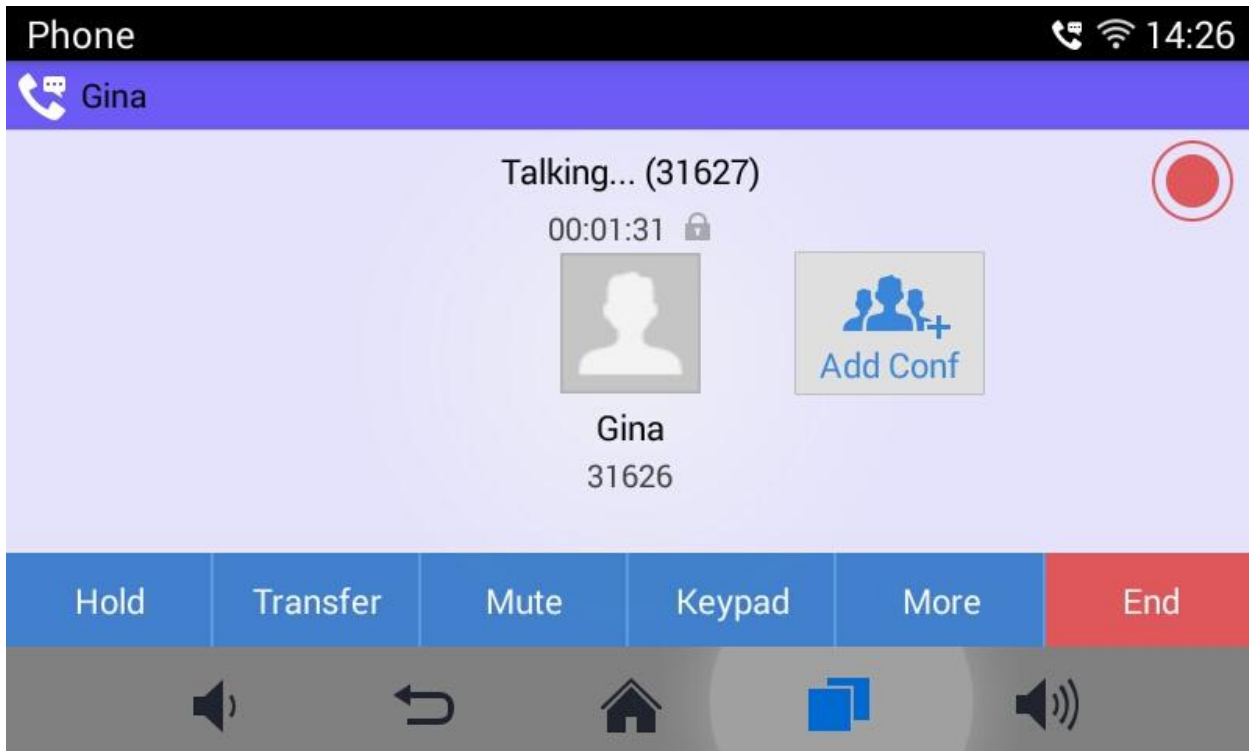 Phone 14:26
Gina
Talking... (31627)
00:01:31
Add Conf
Gina
31626
Hold Transfer Mute Keypad More End